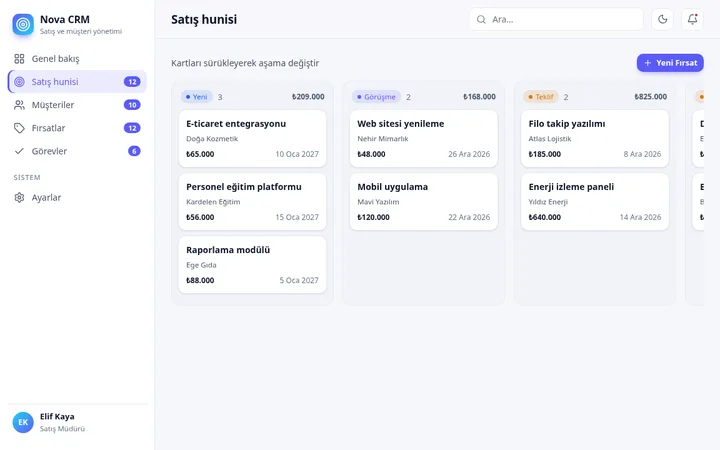 Nova CRM
Satış ve müşteri yönetimi
Genel bakış
Satış hunisi 12
Müşteriler 10
Fırsatlar 12
Görevler 6
SİSTEM
Ayarlar
EK
Elif Kaya
Satış Müdürü
Satış hunisi
Ara...
Kartları sürükleyerek aşama değiştir
Yeni Fırsat
Yeni 3 ₺209.000
E-ticaret entegrasyonu
Doğa Kozmetik
₺65.000 10 Oca 2027
Personel eğitim platformu
Kardelen Eğitim
₺56.000 15 Oca 2027
Raporlama modülü
Ege Gıda
₺88.000 5 Oca 2027
Görüşme 2 ₺168.000
Web sitesi yenileme
Nehir Mimarlık
₺48.000 26 Ara 2026
Mobil uygulama
Mavi Yazılım
₺120.000 22 Ara 2026
Teklif 2 ₺825.000
Filo takip yazılımı
Atlas Lojistik
₺185.000 8 Ara 2026
Enerji izleme paneli
Yıldız Enerji
₺640.000 14 Ara 2026